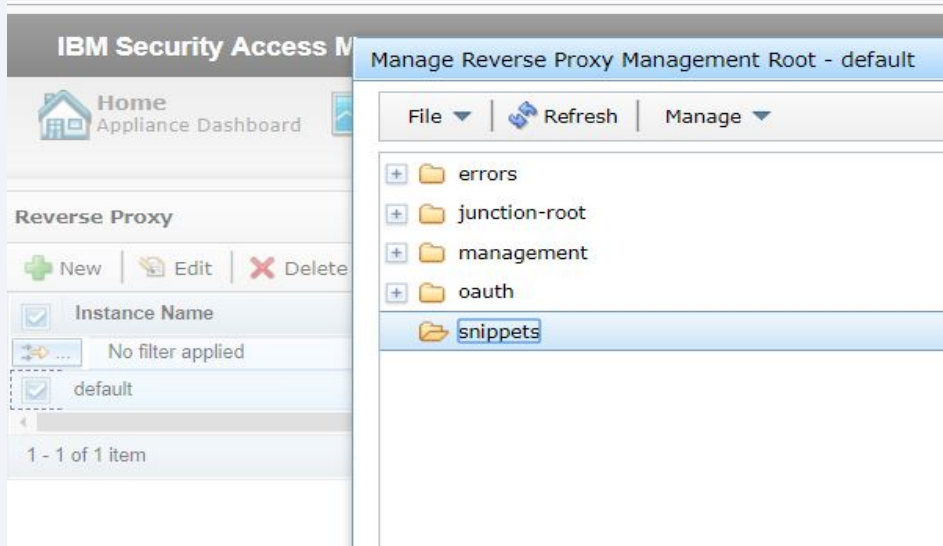 IBM Security Access M
Manage Reverse Proxy Management Root - default
Home
Appliance Dashboard
File Refresh Manage
errors
junction-root
management
oauth
snippets
Reverse Proxy
New Edit Delete
Instance Name
... No filter applied
default
1 - 1 of 1 item